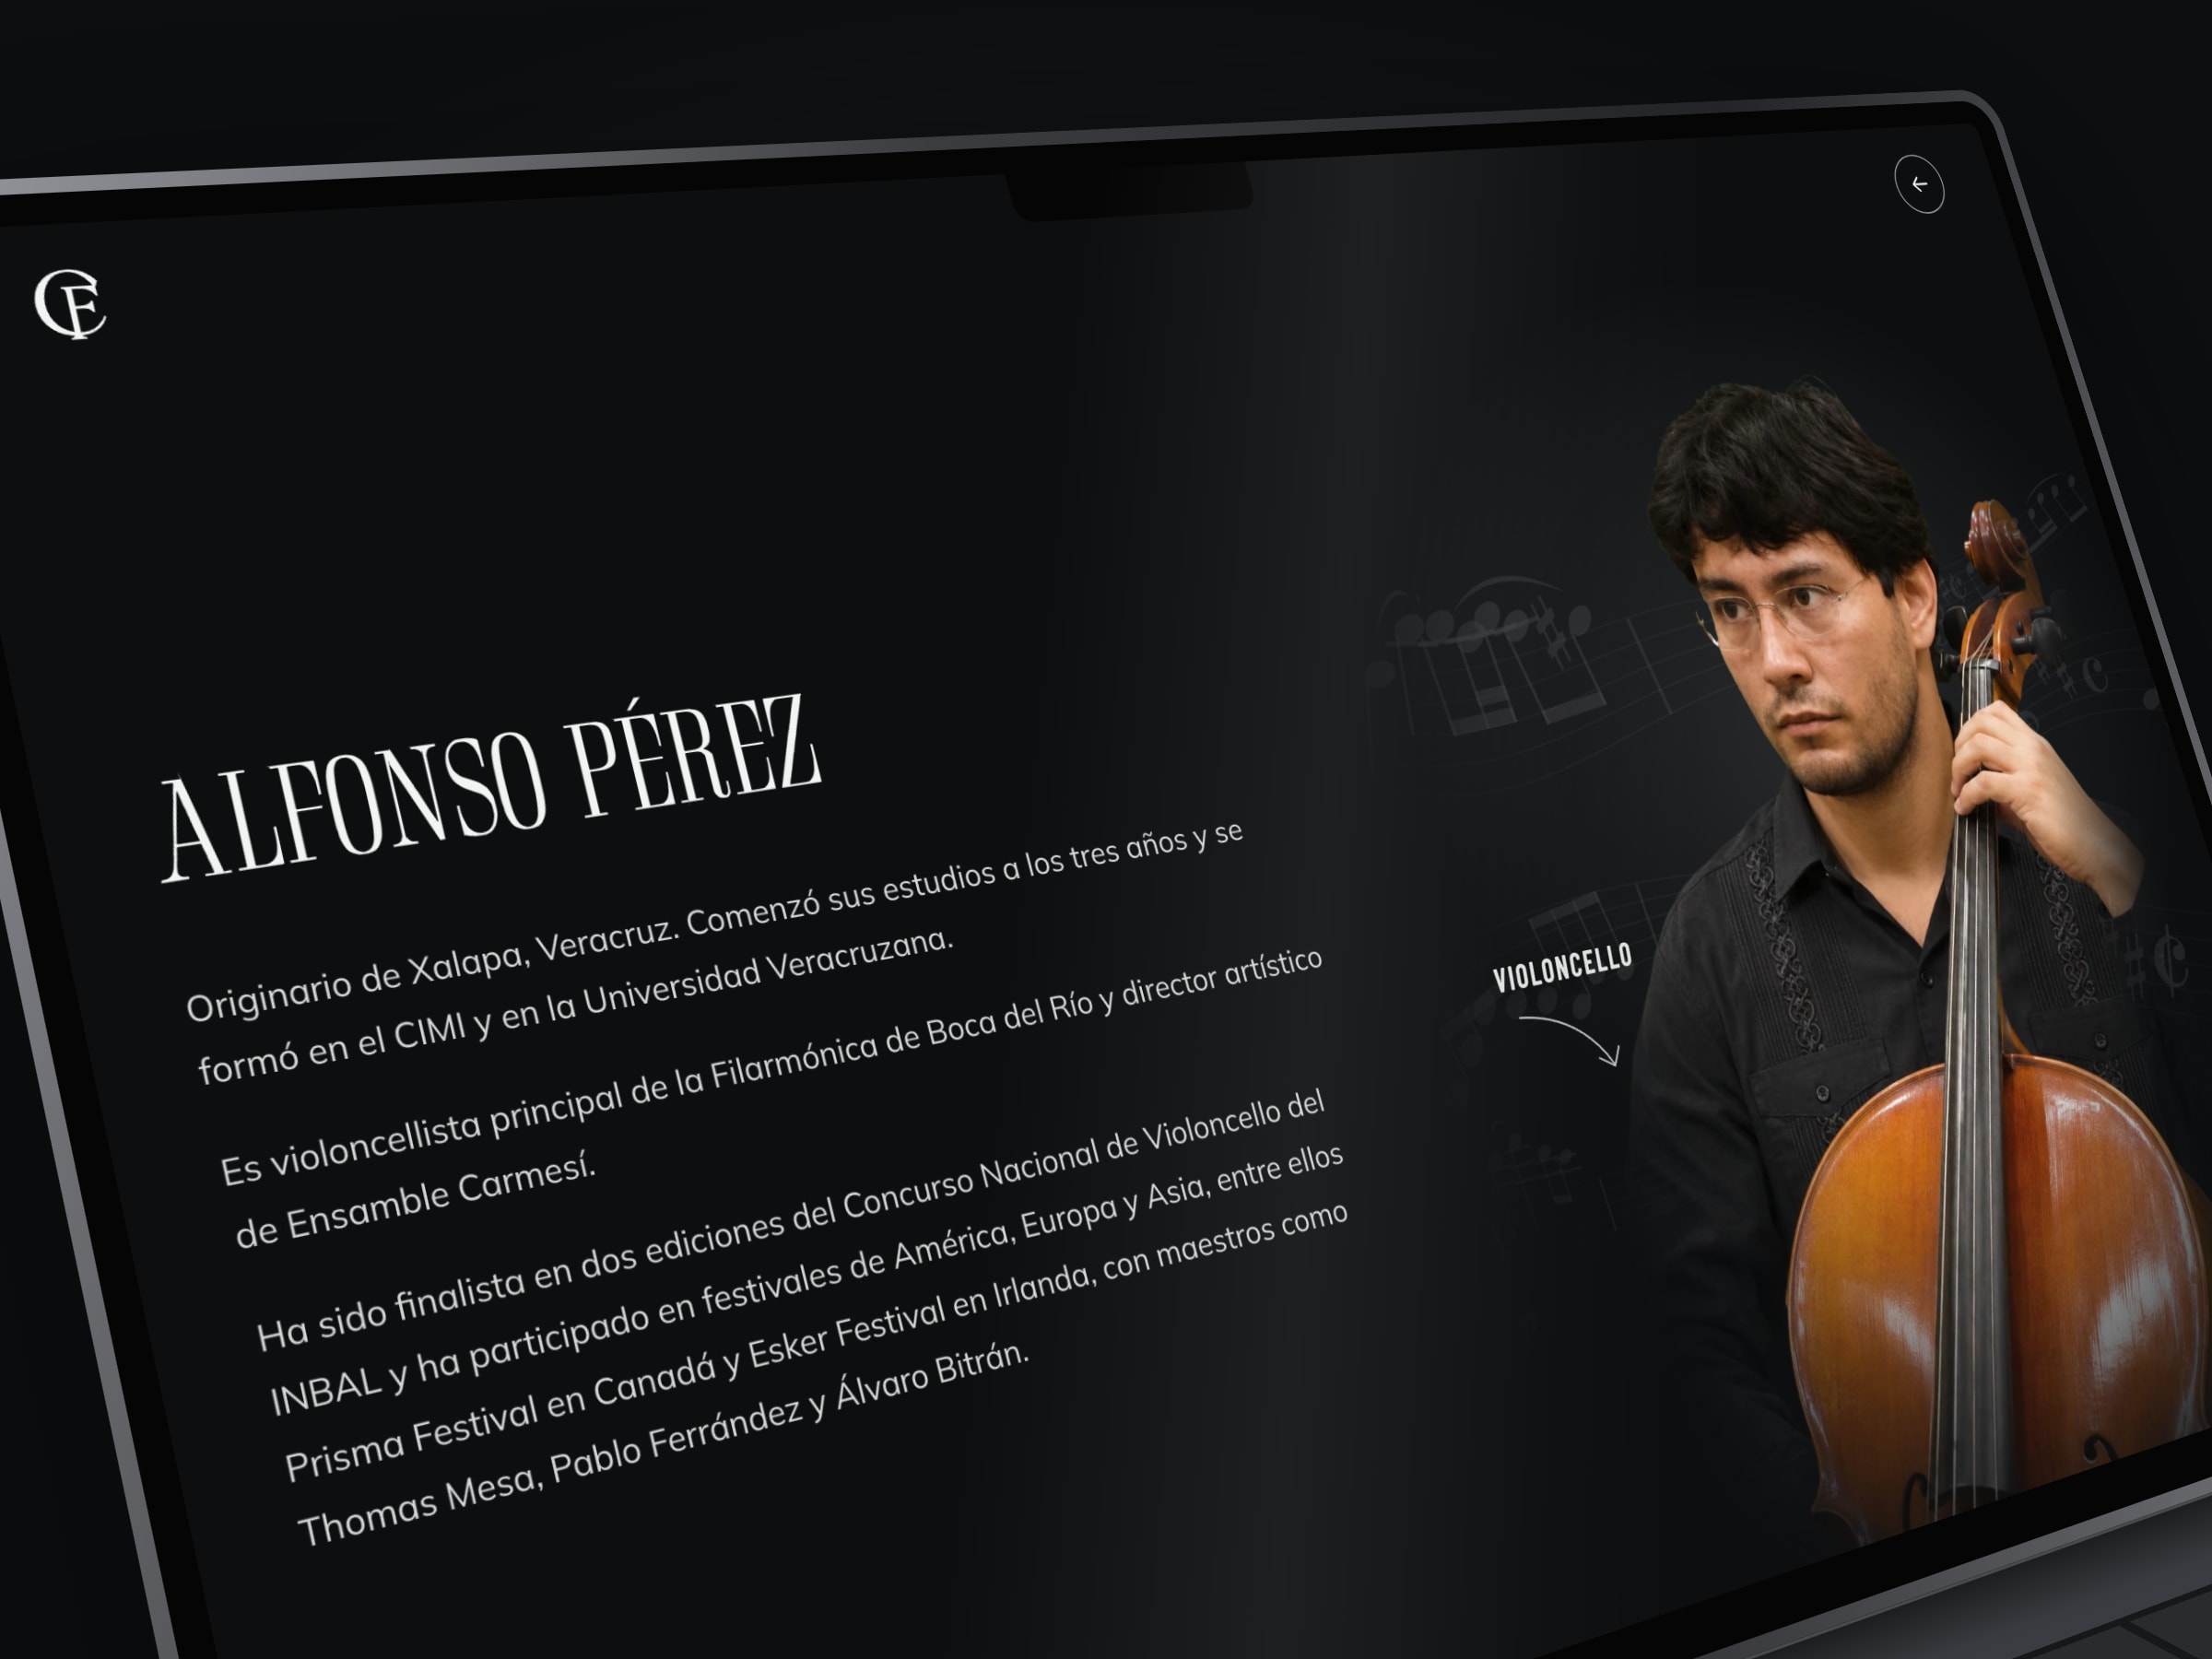 CE
ALFONSO PÉREZ
Originario de Xalapa, Veracruz. Comenzó sus estudios a los tres años y se
formó en el CIMI y en la Universidad Veracruzana.
Es violoncellista principal de la Filarmónica de Boca del Río y director artístico
de Ensamble Carmesí.
Ha sido finalista en dos ediciones del Concurso Nacional de Violoncello del
INBAL y ha participado en festivales de América, Europa y Asia, entre ellos
Prisma Festival en Canadá y Esker Festival en Irlanda, con maestros como
Thomas Mesa, Pablo Ferrández y Álvaro Bitrán.
VIOLONCELLO